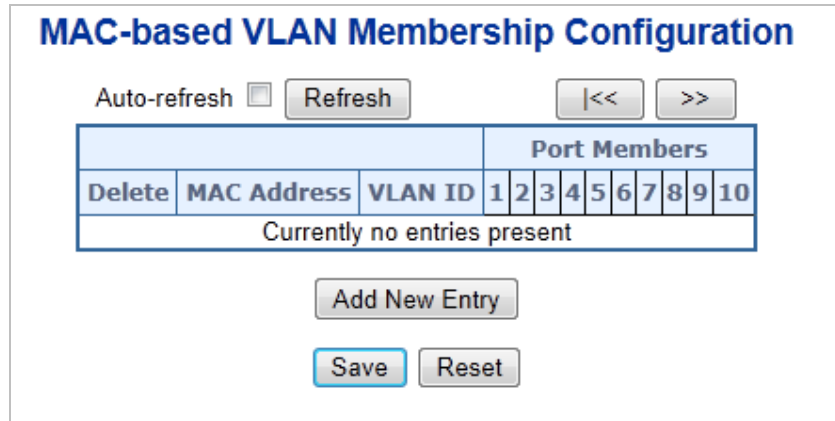 MAC-based VLAN Membership Configuration
Auto-refresh Refresh |<< >>
Port Members
Delete MAC Address VLAN ID 1 2 3 4 5 6 7 8 9 10
Currently no entries present
Add New Entry
Save Reset